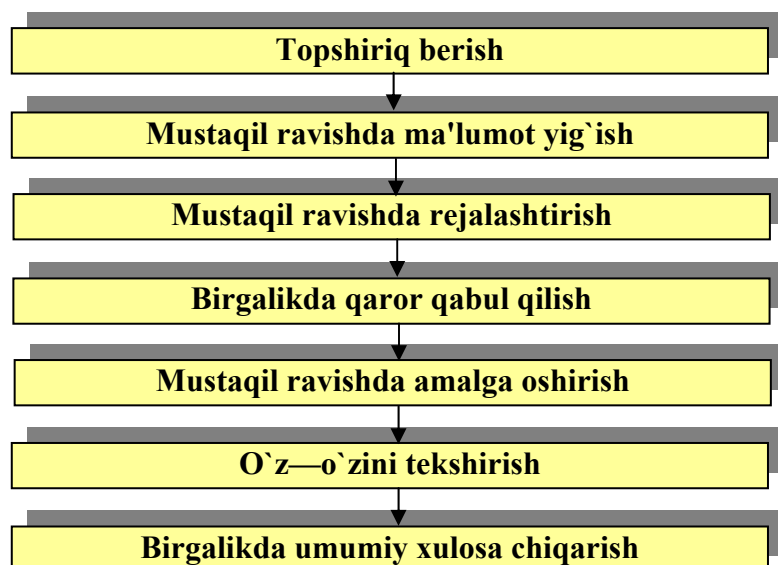 Topshiriq berish
Mustaqil ravishda ma'lumot yig`ish
Mustaqil ravishda rejalashtirish
Birgalikda qaror qabul qilish
Mustaqil ravishda amalga oshirish
O`z—o`zini tekshirish
Birgalikda umumiy xulosa chiqarish